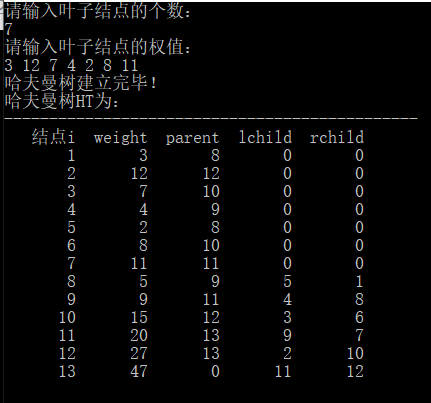 请输入叶子结点的个数:
7
请输入叶子结点的权值:
3 12 7 4 2 8 11
哈夫曼树建立完毕!
哈夫曼树HT为:
----------------------------------------------
结点i weight parent lchild rchild
1 3 8 0 0
2 12 12 0 0
3 7 10 0 0
4 4 9 0 0
5 2 8 0 0
6 8 10 0 0
7 11 11 0 0
8 5 9 5 1
9 9 11 4 8
10 15 12 3 6
11 20 13 9 7
12 27 13 2 10
13 47 0 11 12